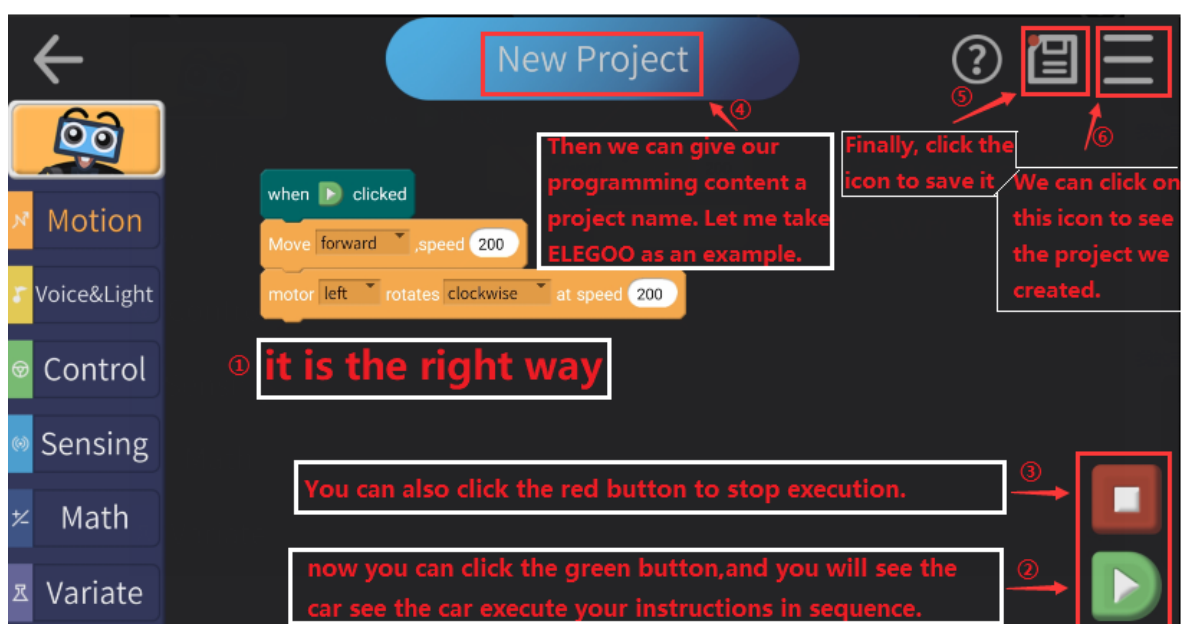 New Project
④
⑤
⑥
Then we can give our
programming content a
project name. Let me take
ELEGOO as an example.
Finally, click the
icon to save it
We can click on
this icon to see
the project we
created.
when clicked
Move forward ,speed 200
motor left rotates clockwise at speed 200
Motion
Voice&Light
Control
Sensing
Math
Variate
① it is the right way
You can also click the red button to stop execution.
③
now you can click the green button,and you will see the
car see the car execute your instructions in sequence.
②